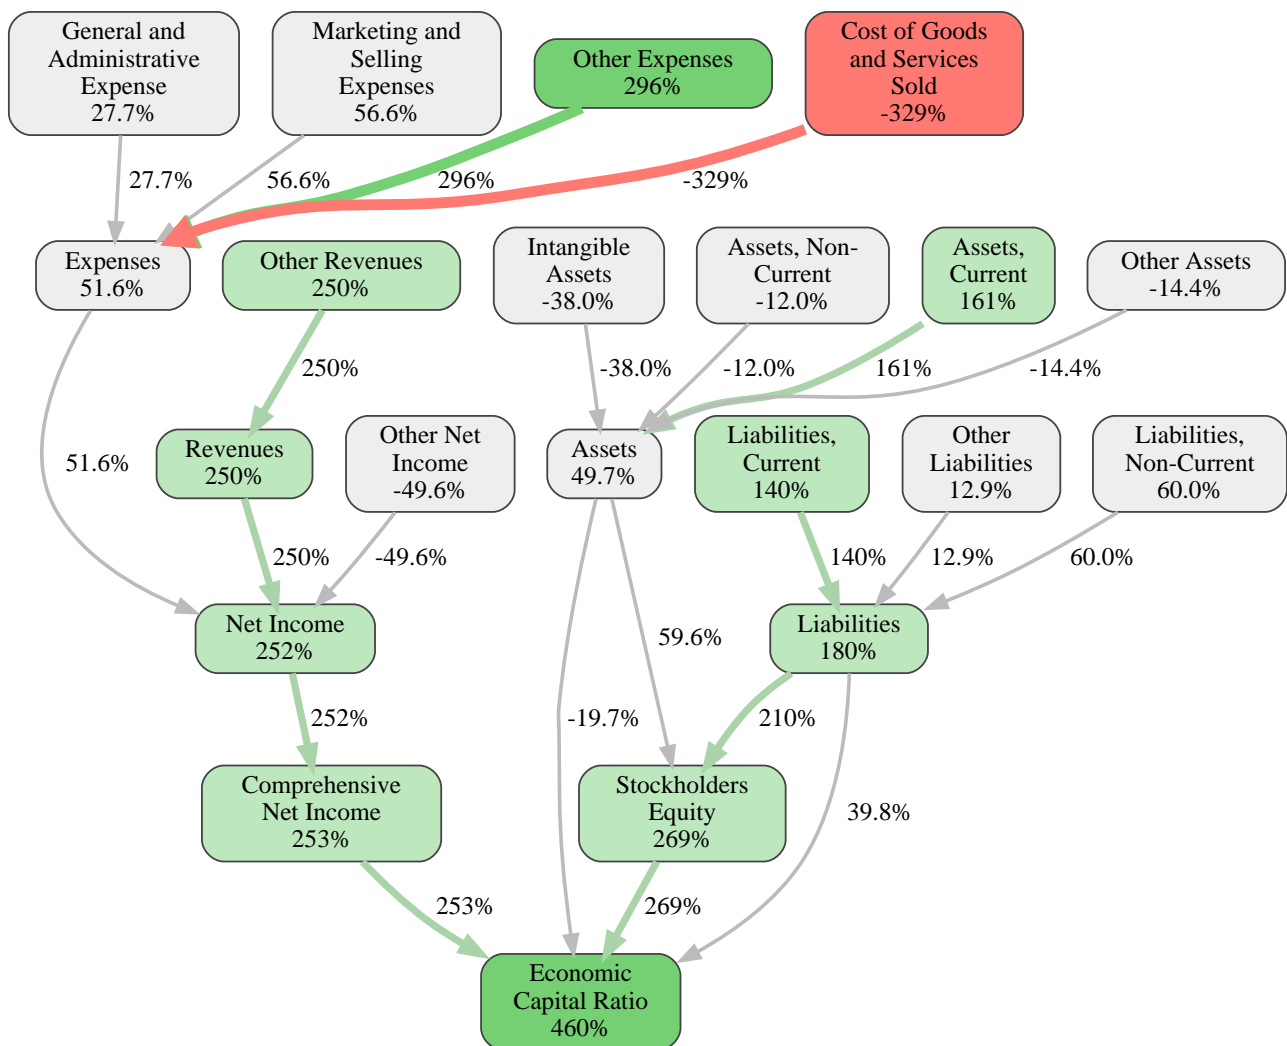 General and
Administrative
Expense
27.7%
Marketing and
Selling
Expenses
56.6%
Other Expenses
296%
Cost of Goods
and Services
Sold
-329%
27.7%
56.6%
296%
-329%
Expenses
51.6%
Other Revenues
250%
Intangible
Assets
-38.0%
Assets, Non-
Current
-12.0%
Assets,
Current
161%
Other Assets
-14.4%
250%
-38.0%
-12.0%
161%
-14.4%
51.6%
Revenues
250%
Other Net
Income
-49.6%
Assets
49.7%
Liabilities,
Current
140%
Other
Liabilities
12.9%
Liabilities,
Non-Current
60.0%
250%
-49.6%
140%
12.9%
60.0%
Net Income
252%
59.6%
Liabilities
180%
252%
-19.7%
210%
Comprehensive
Net Income
253%
Stockholders
Equity
269%
39.8%
253%
269%
Economic
Capital Ratio
460%